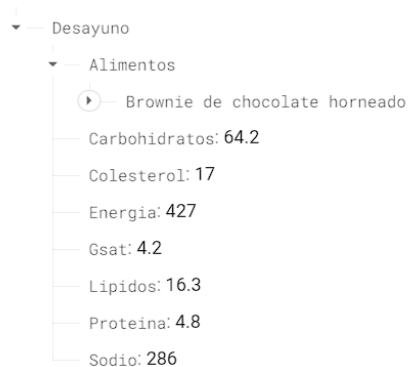 Desayuno
Alimentos
Brownie de chocolate horneado
Carbohidratos: 64.2
Colesterol: 17
Energia: 427
Gsat: 4.2
Lipidos: 16.3
Proteina: 4.8
Sodio: 286